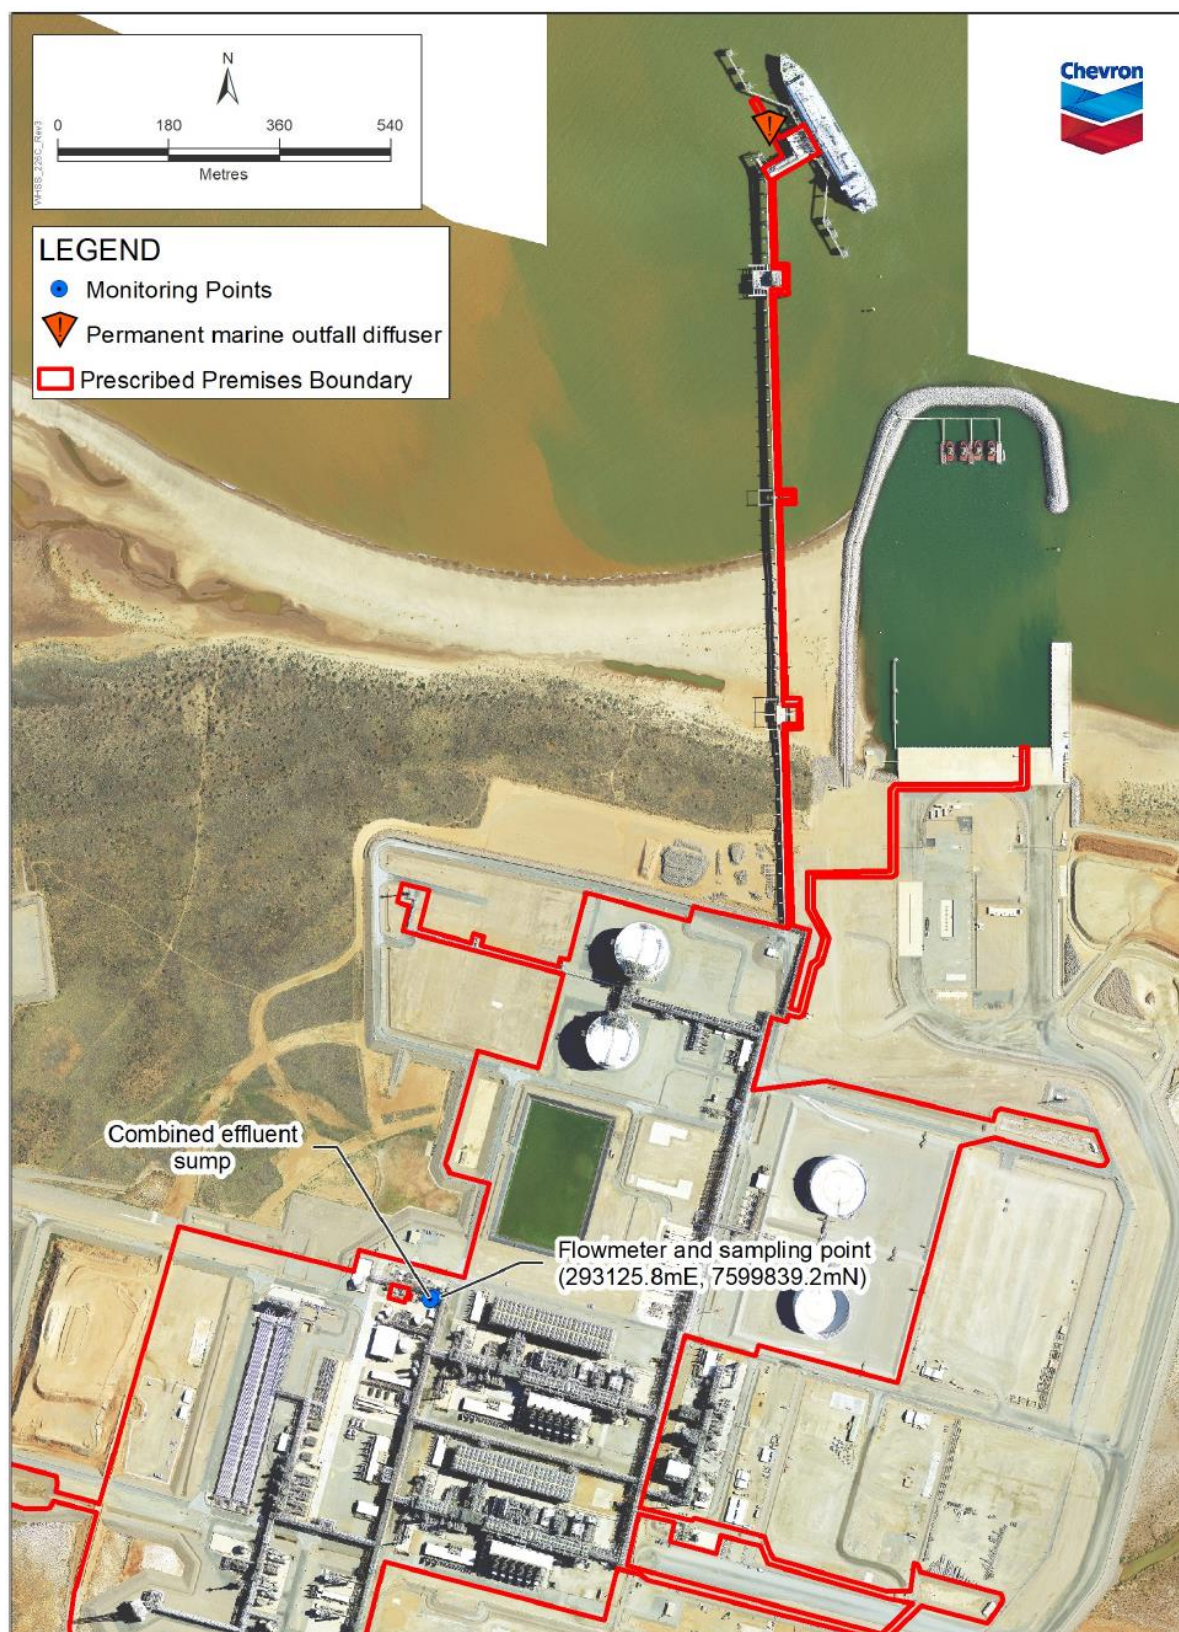 N
0 180 360 540
Metres
WHSS_226C_Rev3
Chevron
LEGEND
Monitoring Points
Permanent marine outfall diffuser
Prescribed Premises Boundary
Combined effluent
sump
Flowmeter and sampling point
(293125.8mE, 7599839.2mN)